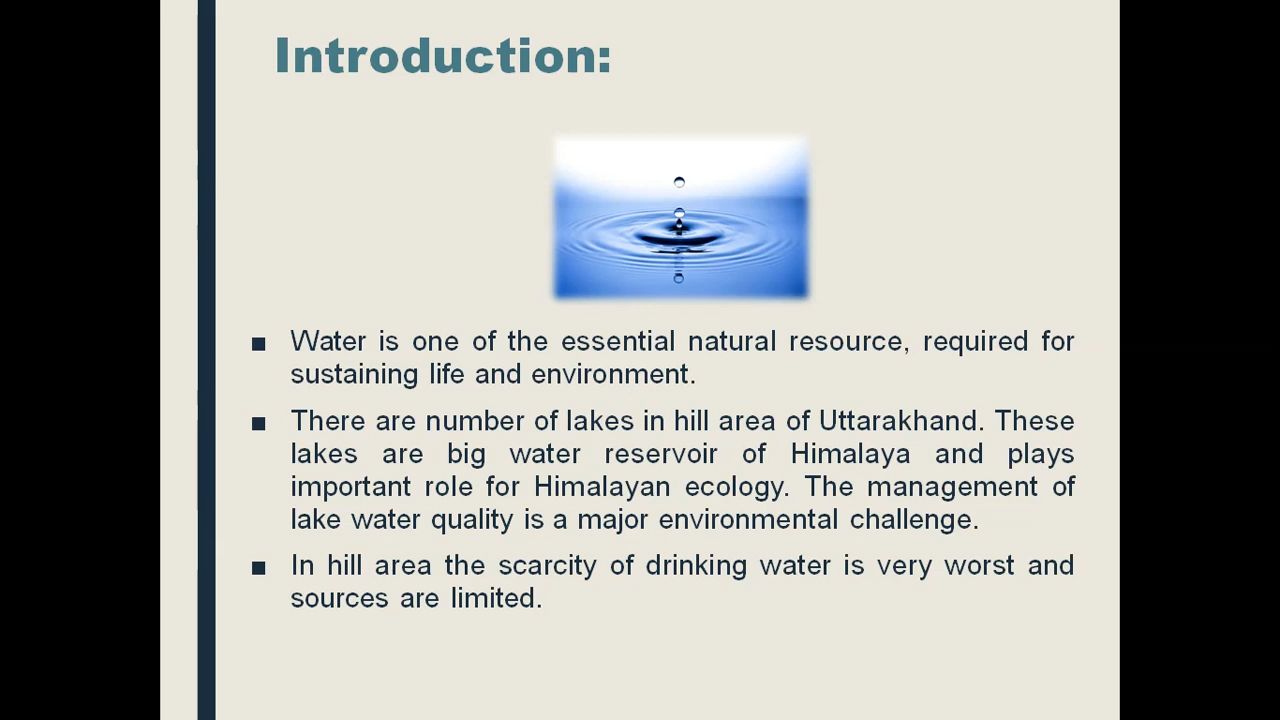 Introduction:
■ Water is one of the essential natural resource, required for
sustaining life and environment.
■ There are number of lakes in hill area of Uttarakhand. These
lakes are big water reservoir of Himalaya and plays
important role for Himalayan ecology. The management of
lake water quality is a major environmental challenge.
■ In hill area the scarcity of drinking water is very worst and
sources are limited.